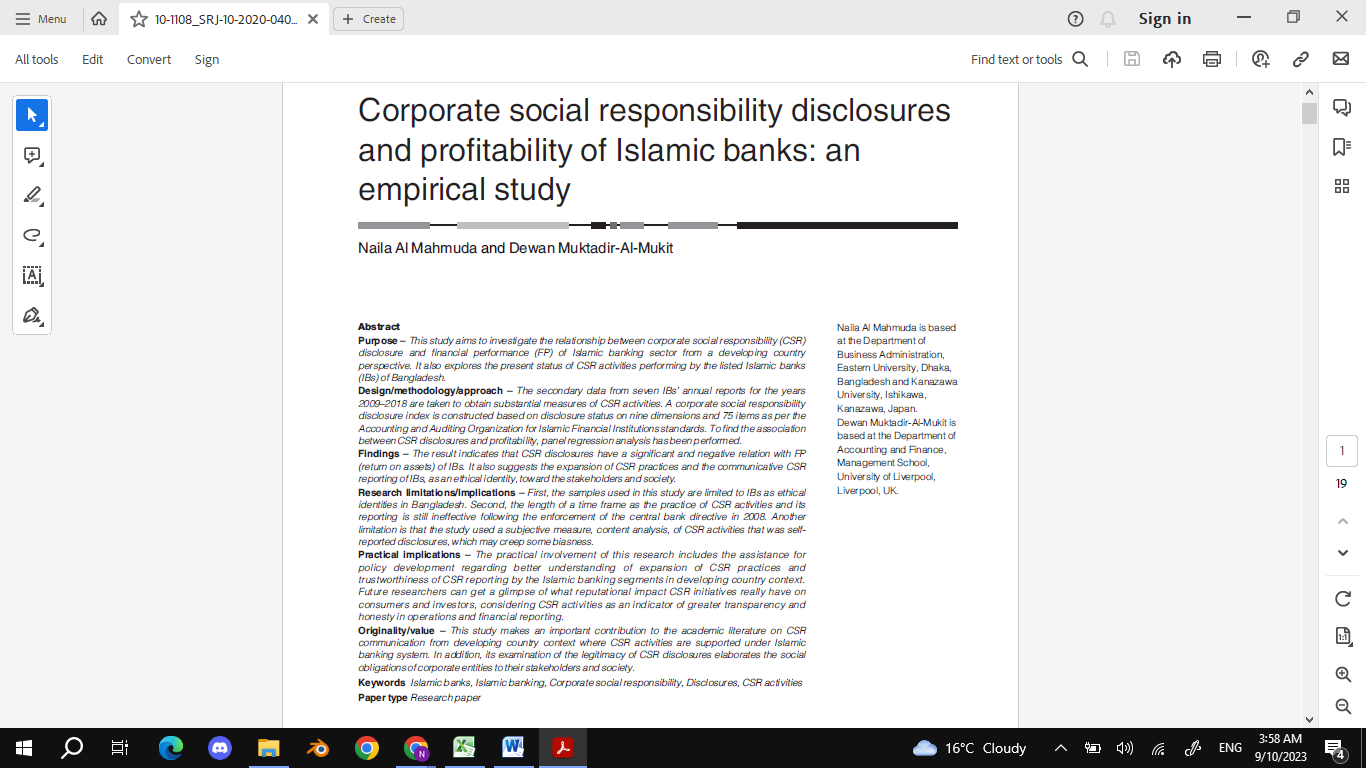 Menu
10-1108_SRJ-10-2020-040...
Create
Sign in
All tools
Edit
Convert
Sign
Find text or tools
Corporate social responsibility disclosures
and profitability of Islamic banks: an
empirical study
Naila Al Mahmuda and Dewan Muktadir-Al-Mukit
Abstract
Purpose – This study aims to investigate the relationship between corporate social responsibility (CSR)
disclosure and financial performance (FP) of Islamic banking sector from a developing country
perspective. It also explores the present status of CSR activities performing by the listed Islamic banks
(IBs) of Bangladesh.
Design/methodology/approach – The secondary data from seven IBs’ annual reports for the years
2009–2018 are taken to obtain substantial measures of CSR activities. A corporate social responsibility
disclosure index is constructed based on disclosure status on nine dimensions and 75 items as per the
Accounting and Auditing Organization for Islamic Financial Institutions standards. To find the association
between CSR disclosures and profitability, panel regression analysis has been performed.
Findings – The result indicates that CSR disclosures have a significant and negative relation with FP
(return on assets) of IBs. It also suggests the expansion of CSR practices and the communicative CSR
reporting of IBs, as an ethical identity, toward the stakeholders and society.
Research limitations/implications – First, the samples used in this study are limited to IBs as ethical
identities in Bangladesh. Second, the length of a time frame as the practice of CSR activities and its
reporting is still ineffective following the enforcement of the central bank directive in 2008. Another
limitation is that the study used a subjective measure, content analysis, of CSR activities that was self-
reported disclosures, which may creep some biasness.
Practical implications – The practical involvement of this research includes the assistance for
policy development regarding better understanding of expansion of CSR practices and
trustworthiness of CSR reporting by the Islamic banking segments in developing country context.
Future researchers can get a glimpse of what reputational impact CSR initiatives really have on
consumers and investors, considering CSR activities as an indicator of greater transparency and
honesty in operations and financial reporting.
Originality/value – This study makes an important contribution to the academic literature on CSR
communication from developing country context where CSR activities are supported under Islamic
banking system. In addition, its examination of the legitimacy of CSR disclosures elaborates the social
obligations of corporate entities to their stakeholders and society.
Keywords Islamic banks, Islamic banking, Corporate social responsibility, Disclosures, CSR activities
Paper type Research paper
Naila Al Mahmuda is based
at the Department of
Business Administration,
Eastern University, Dhaka,
Bangladesh and Kanazawa
University, Ishikawa,
Kanazawa, Japan.
Dewan Muktadir-Al-Mukit is
based at the Department of
Accounting and Finance,
Management School,
University of Liverpool,
Liverpool, UK.
1
19
1:1
N
16°C Cloudy
ENG
3:58 AM
9/10/2023
4